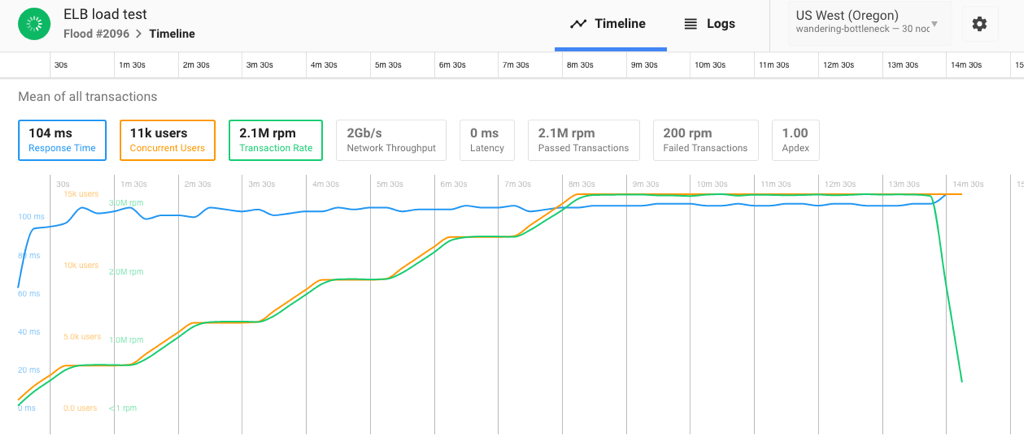 ELB load test
Flood #2096 > Timeline
Timeline
Logs
US West (Oregon)
wandering-bottleneck — 30 noc
30s 1m 30s 2m 30s 3m 30s 4m 30s 5m 30s 6m 30s 7m 30s 8m 30s 9m 30s 10m 30s 11m 30s 12m 30s 13m 30s 14m 30s 15
Mean of all transactions
104 ms
Response Time
11k users
Concurrent Users
2.1M rpm
Transaction Rate
2Gb/s
Network Throughput
0 ms
Latency
2.1M rpm
Passed Transactions
200 rpm
Failed Transactions
1.00
Apdex
30s 1m 30s 2m 30s 3m 30s 4m 30s 5m 30s 6m 30s 7m 30s 8m 30s 9m 30s 10m 30s 11m 30s 12m 30s 13m 30s 14m 30s 15
15k users
3.0M rpm
100 ms
80 ms
10k users
2.0M rpm
60 ms
40 ms
5.0k users
1.0M rpm
20 ms
0 ms
0.0 users
<1 rpm